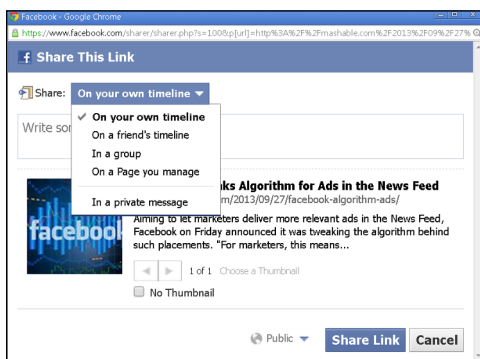 Facebook - Google Chrome
https://www.facebook.com/sharer/sharer.php?s=100&p[url]=http%3A%2F%2Fmashable.com%2F2013%2F09%2F27%
Share This Link
Share: On your own timeline
On your own timeline
On a friend's timeline
In a group
On a Page you manage
In a private message
Write
ks Algorithm for Ads in the News Feed
m/2013/09/27/facebook-algorithm-ads/
Aiming to let marketers deliver more relevant ads in the News Feed,
Facebook on Friday announced it was tweaking the algorithm behind
such placements. "For marketers, this means...
facebook
1 of 1 Choose a Thumbnail
No Thumbnail
Public Share Link Cancel